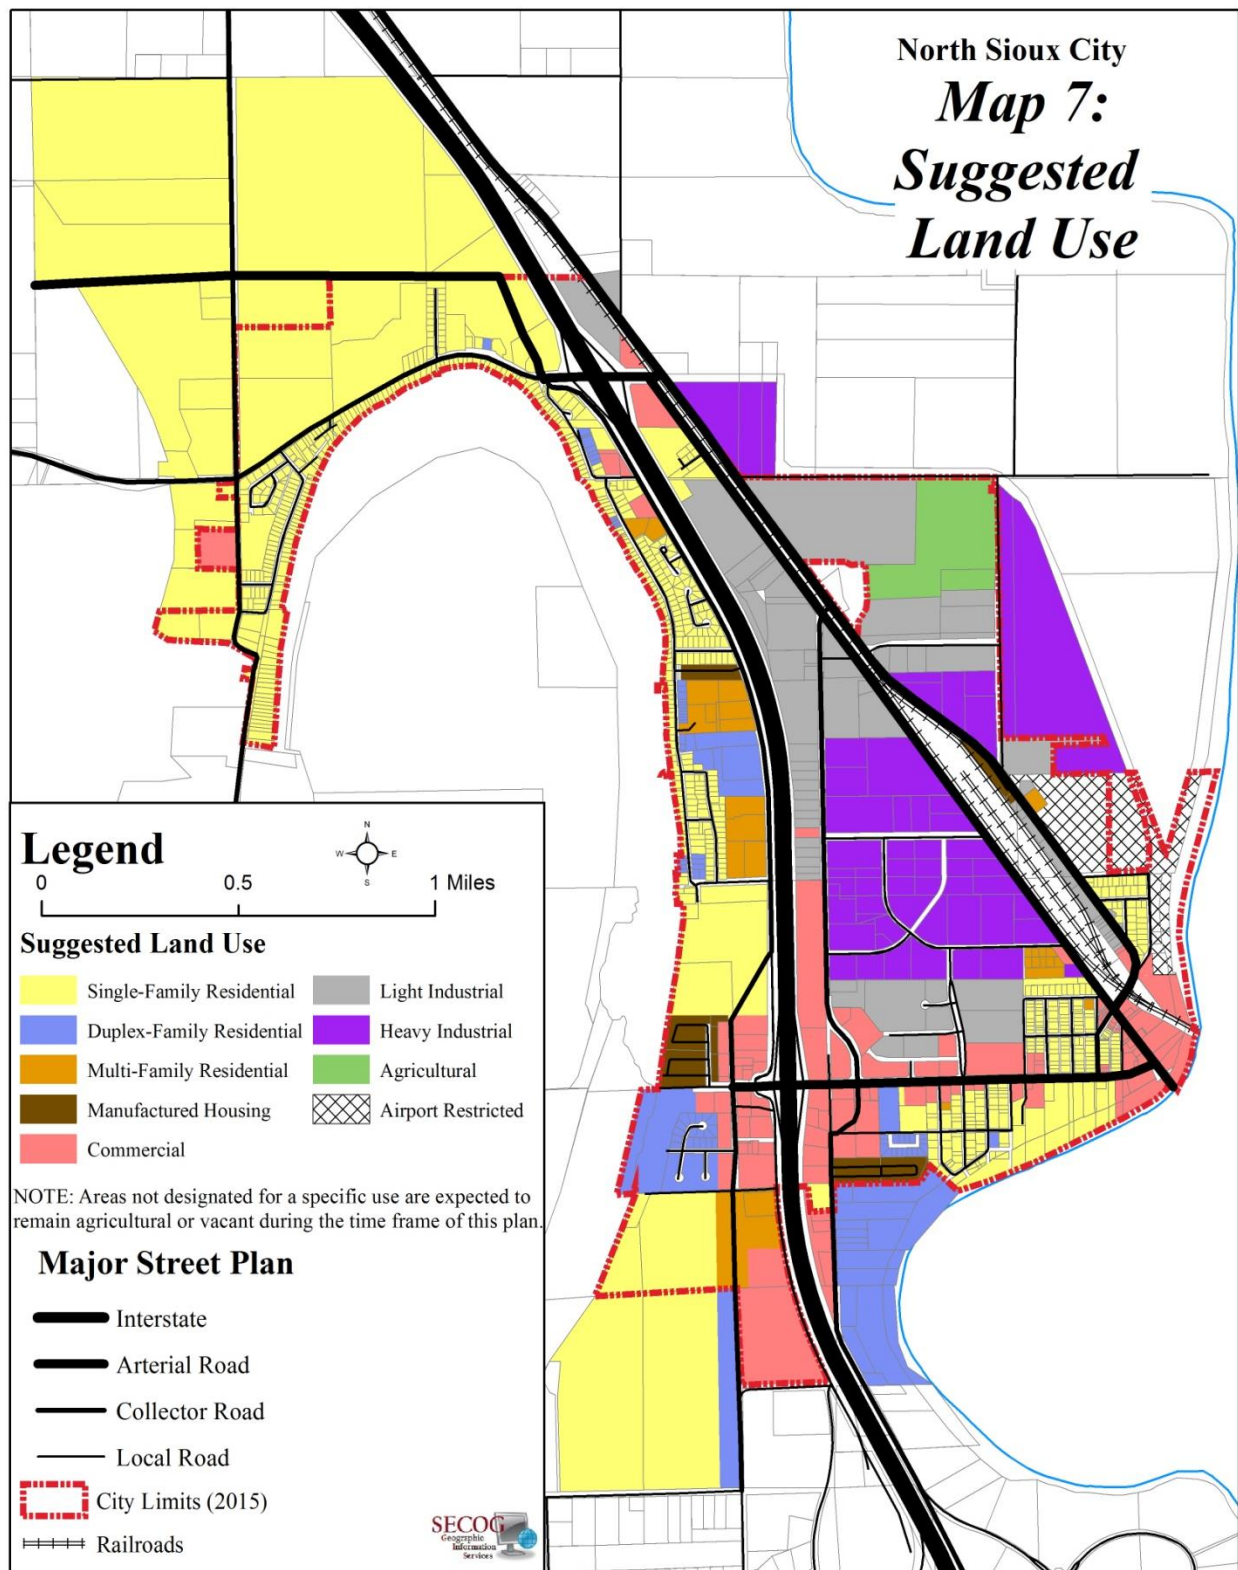 North Sioux City
Map 7:
Suggested
Land Use
Legend
N
W E
S
0 0.5 1 Miles
Suggested Land Use
Single-Family Residential
Duplex-Family Residential
Multi-Family Residential
Manufactured Housing
Commercial
Light Industrial
Heavy Industrial
Agricultural
Airport Restricted
NOTE: Areas not designated for a specific use are expected to
remain agricultural or vacant during the time frame of this plan.
Major Street Plan
Interstate
Arterial Road
Collector Road
Local Road
City Limits (2015)
Railroads
SECOG
Geographic
Information
Services